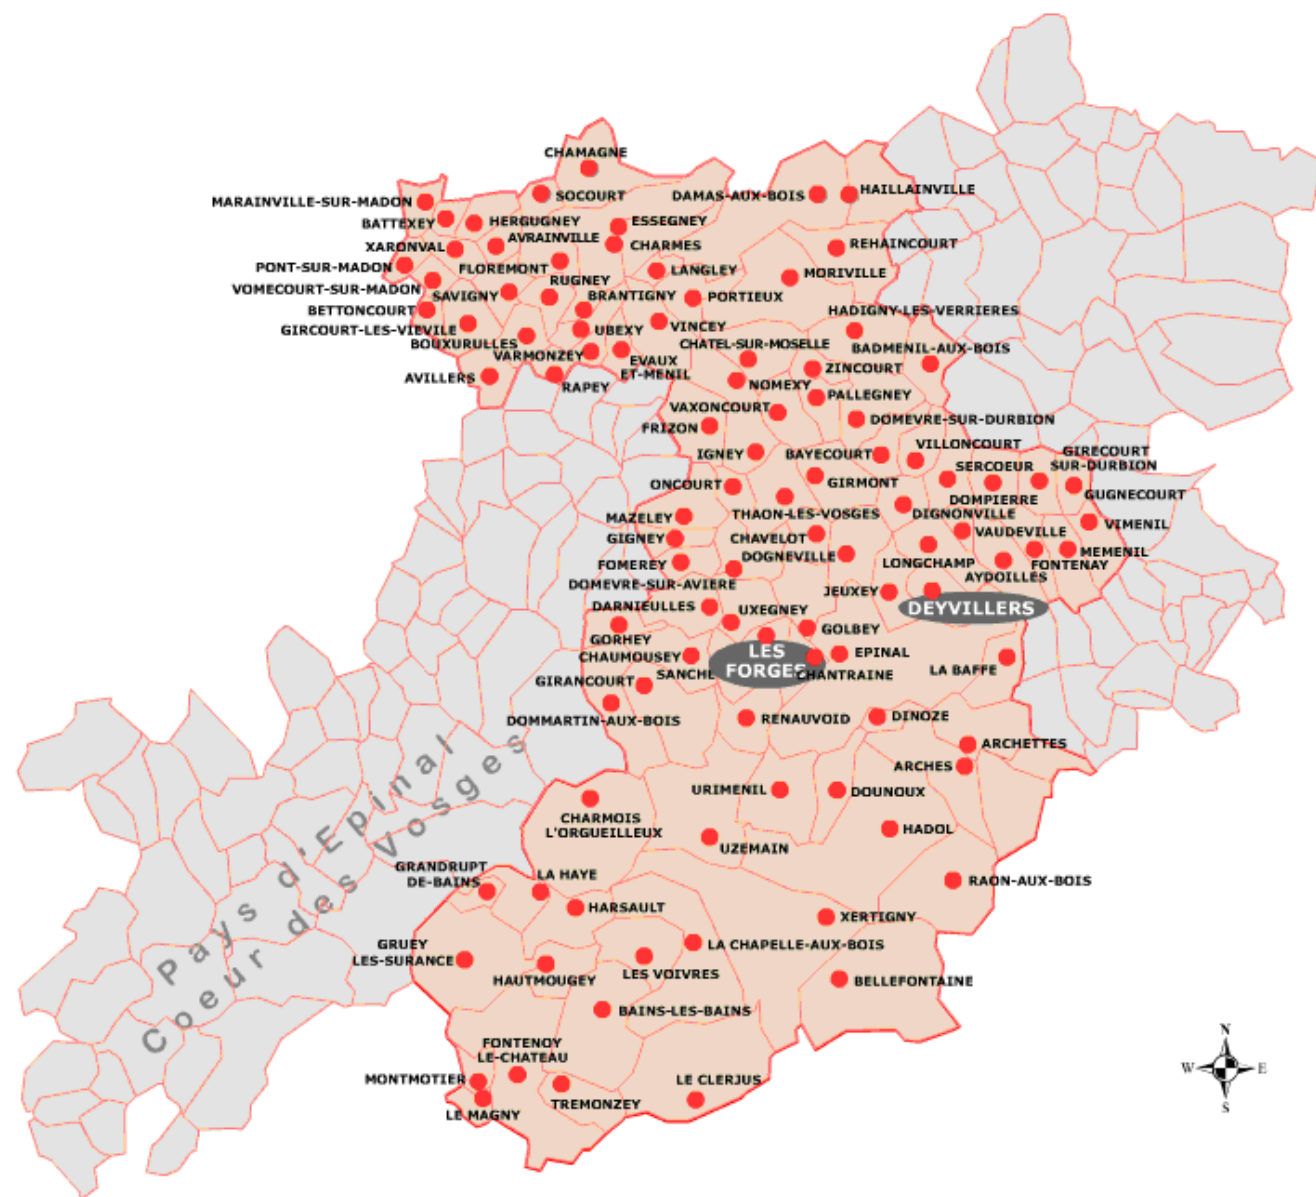 CHAMAGNE
MARAINVILLE-SUR-MADON
SOCOURT
DAMAS-AUX-BOIS
HAILLAINVILLE
BATTEXEY
HERGUGNEY
ESSEGNEY
XARONVAL
AVRAINVILLE
CHARMES
REHAINCOURT
PONT-SUR-MADON
FLOREMONT
LANGLEY
MORIVILLE
VOMECOURT-SUR-MADON
SAVIGNY
RUGNEY
BRANTIGNY
PORTIEUX
BETTONCOURT
HADIGNY-LES-VERRIERES
GIRCOURT-LES-VIEVILE
UBEXY
VINCEY
BOUXURULLES
CHATEL-SUR-MOSELLE
BADMENIL-AUX-BOIS
VARMONZEY
EVAUX
ET-MENIL
ZINCOURT
AVILLERS
RAPEY
NOMEXY
PALLEGNEY
VAXONCOURT
DOMEVRE-SUR-DURBION
FRIZON
VILLONCOURT
IGNEY
BAYECOURT
GIRECOURT
SUR-DURBION
SERCOEUR
ONCOURT
GIRMONT
DOMPIERRE
GUGNECOURT
MAZELEY
THAON-LES-VOSGES
DIGNONVILLE
VIMENIL
GIGNEY
CHAVELOT
VAUDEVILLE
MEMENIL
FOMEREY
DOGNEVILLE
LONGCHAMP
FONTENAY
AYDOILLES
DOMEVRE-SUR-AVIERE
JEUXEY
DARNIEULLES
UXEGNEY
DEYVILLERS
GORHEY
GOLBEY
CHAUMOUSEY
LES
FORGES
EPINAL
SANCHE
CHANTRAINE
LA BAFFE
GIRANCOURT
DOMMARTIN-AUX-BOIS
RENAUVOID
DINOZE
ARCHETTES
ARCHES
URIMENIL
DOUNOUX
CHARMOIS
L'ORGUEILLEUX
HADOL
UZEMAIN
Pays d'Epinal
Coeur des Vosges
GRANDRUPT
DE-BAINS
LA HAYE
RAON-AUX-BOIS
HARSAULT
XERTIGNY
GRUEY
LES-SURANCE
LA CHAPELLE-AUX-BOIS
HAUTMOUGEY
LES VOIVRES
BELLEFONTAINE
BAINS-LES-BAINS
FONTENOY
LE-CHATEAU
MONTMOTIER
LE CLERJUS
LE MAGNY
TREMONZEY
N
W
E
S